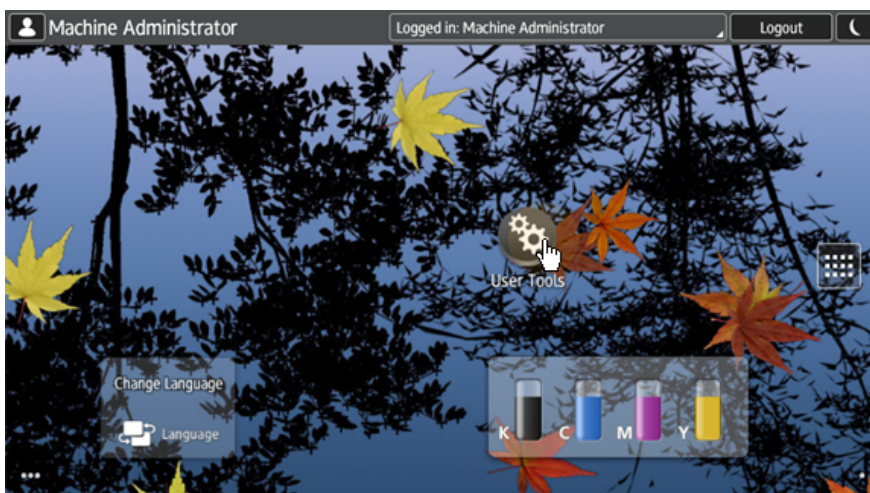 Machine Administrator
Logged in: Machine Administrator
Logout
User Tools
Change Language
Language
K
C
M
Y